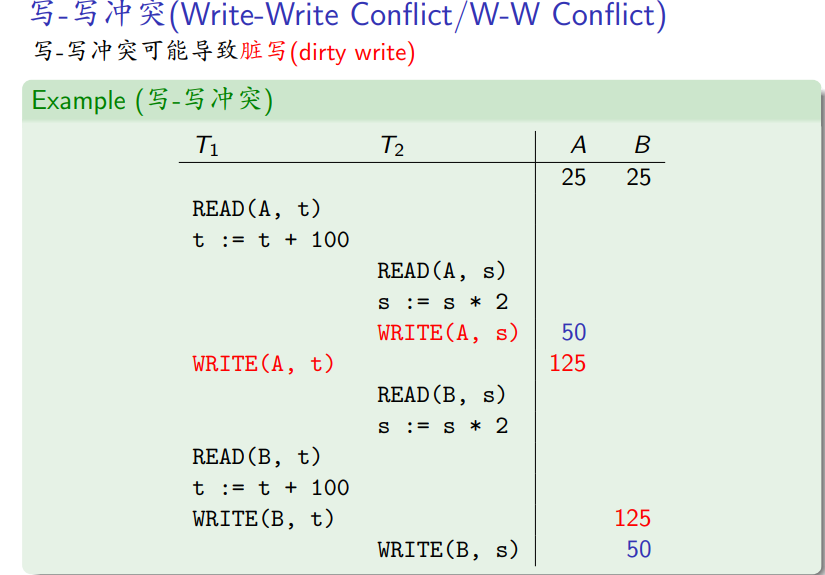 写-写冲突(Write-Write Conflict/W-W Conflict)
写-写冲突可能导致脏写(dirty write)
Example (写-写冲突)
T1 T2 A B
25 25
READ(A, t)
t := t + 100
READ(A, s)
s := s * 2
WRITE(A, s) 50
WRITE(A, t) 125
READ(B, s)
s := s * 2
READ(B, t)
t := t + 100
WRITE(B, t) 125
WRITE(B, s) 50